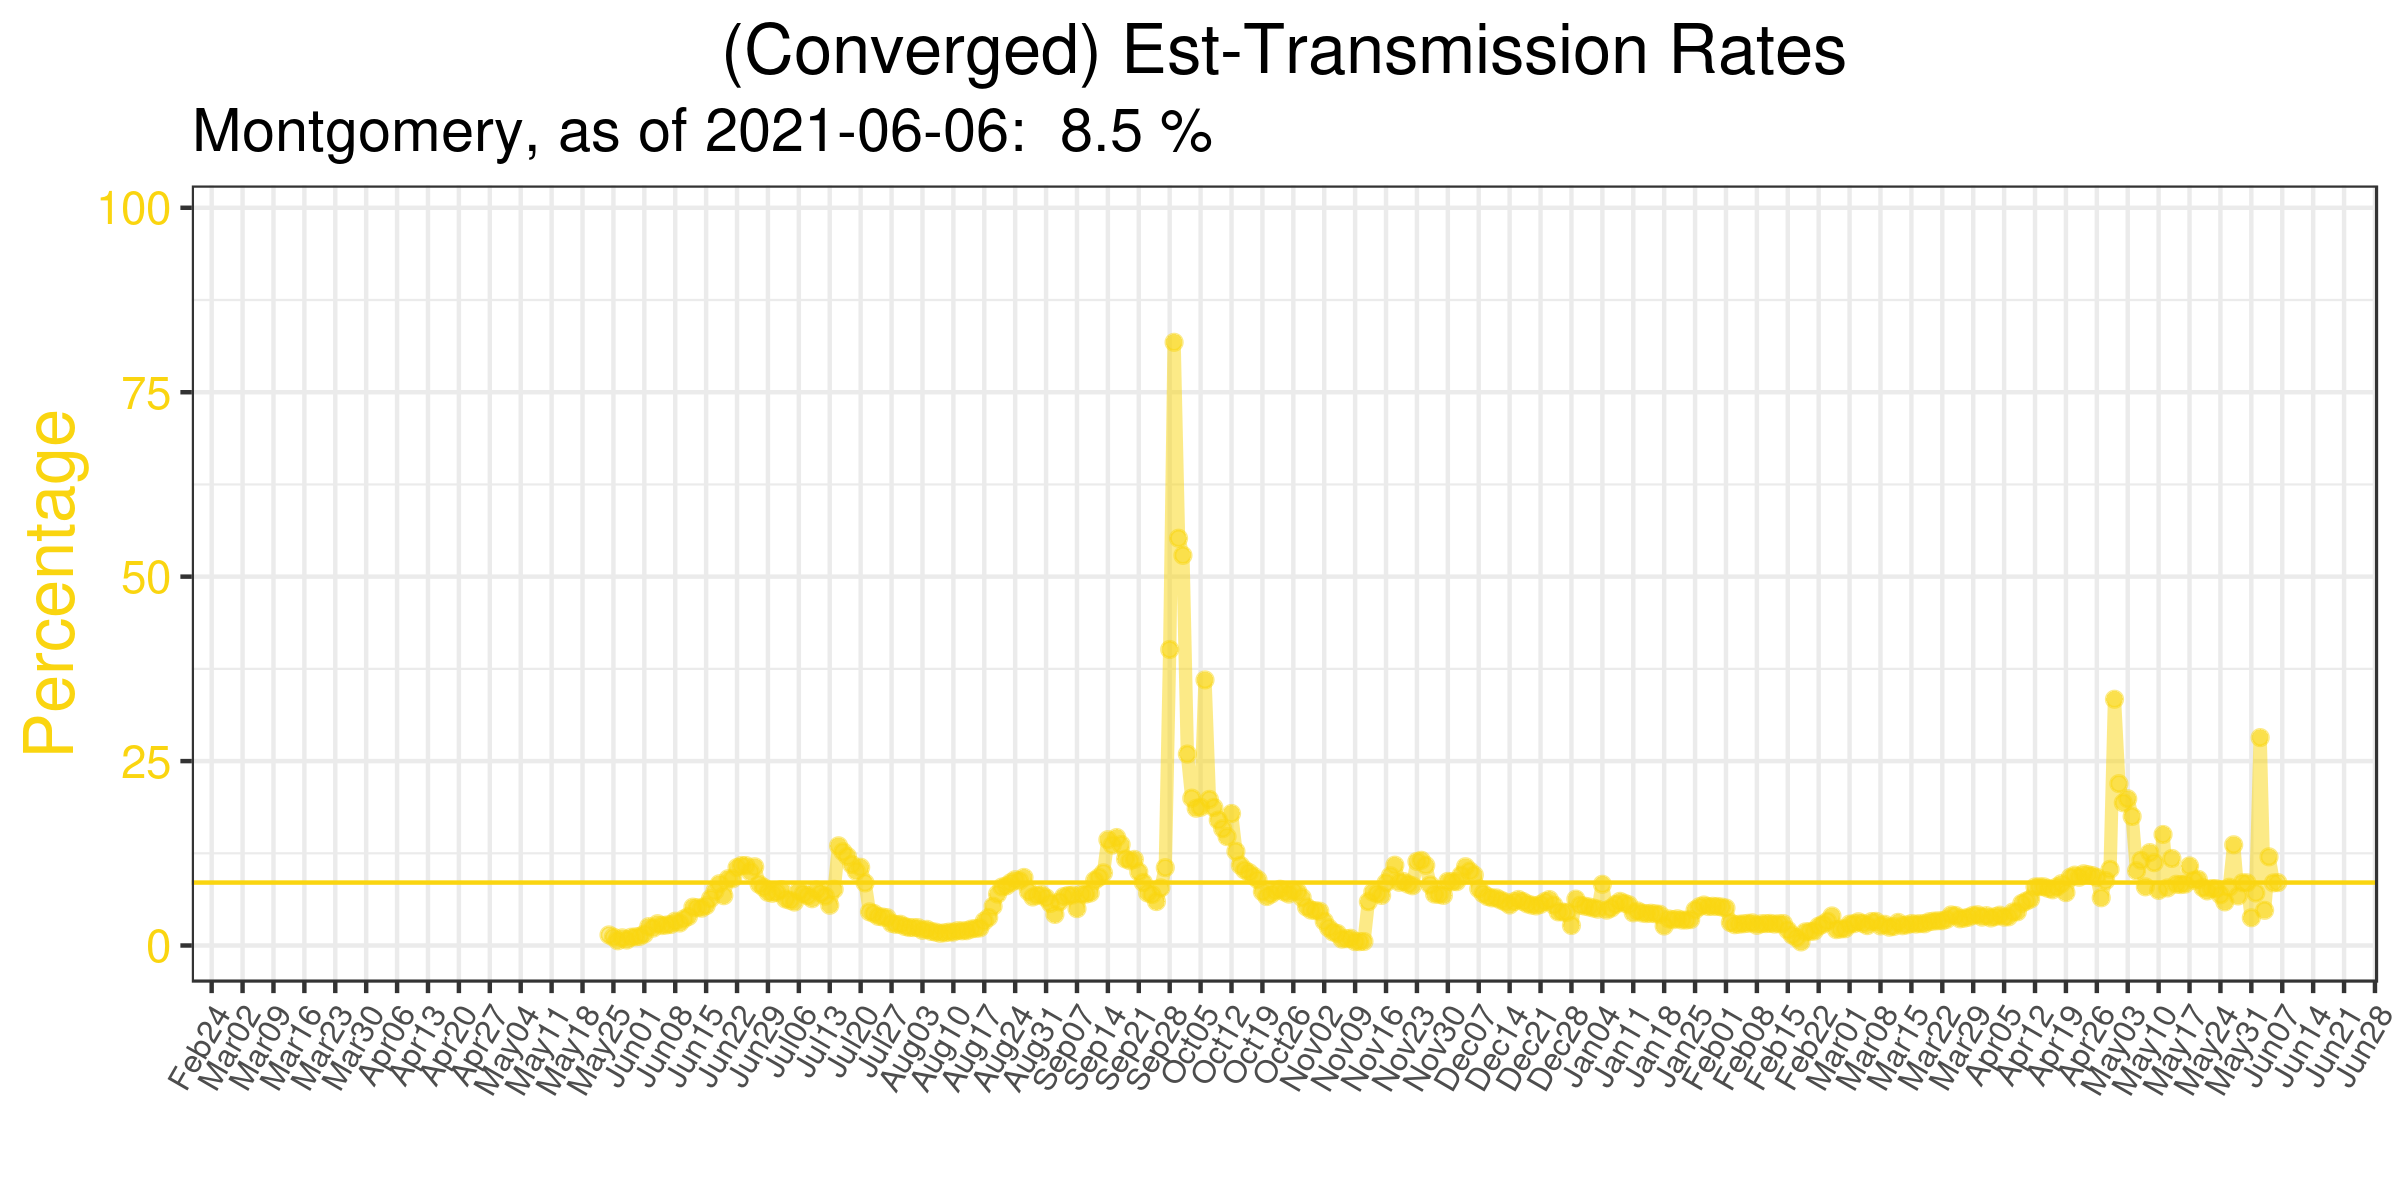 (Converged) Est-Transmission Rates
Montgomery, as of 2021-06-06:  8.5 %
Percentage
100
75
50
25
0
Feb24
Mar02
Mar09
Mar16
Mar23
Mar30
Apr06
Apr13
Apr20
Apr27
May04
May11
May18
May25
Jun01
Jun08
Jun15
Jun22
Jun29
Jul06
Jul13
Jul20
Jul27
Aug03
Aug10
Aug17
Aug24
Aug31
Sep07
Sep14
Sep21
Sep28
Oct05
Oct12
Oct19
Oct26
Nov02
Nov09
Nov16
Nov23
Nov30
Dec07
Dec14
Dec21
Dec28
Jan04
Jan11
Jan18
Jan25
Feb01
Feb08
Feb15
Feb22
Mar01
Mar08
Mar15
Mar22
Mar29
Apr05
Apr12
Apr19
Apr26
May03
May10
May17
May24
May31
Jun07
Jun14
Jun21
Jun28